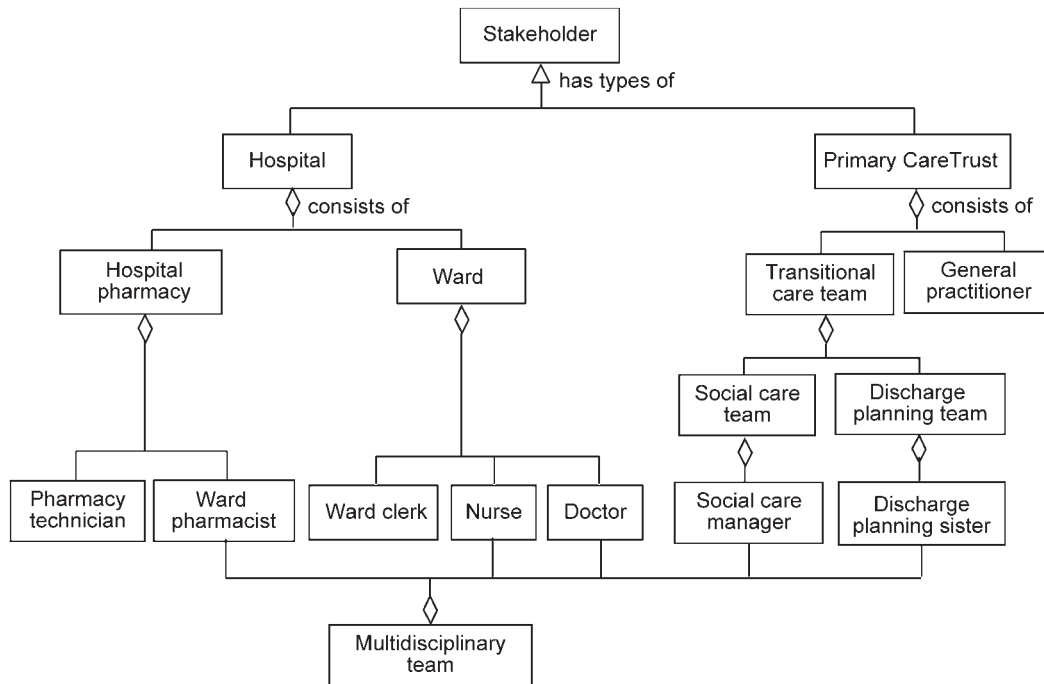 Stakeholder
has types of
Hospital
Primary CareTrust
consists of
consists of
Hospital
pharmacy
Ward
Transitional
care team
General
practitioner
Social care
team
Discharge
planning team
Pharmacy
technician
Ward
pharmacist
Ward clerk
Nurse
Doctor
Social care
manager
Discharge
planning sister
Multidisciplinary
team